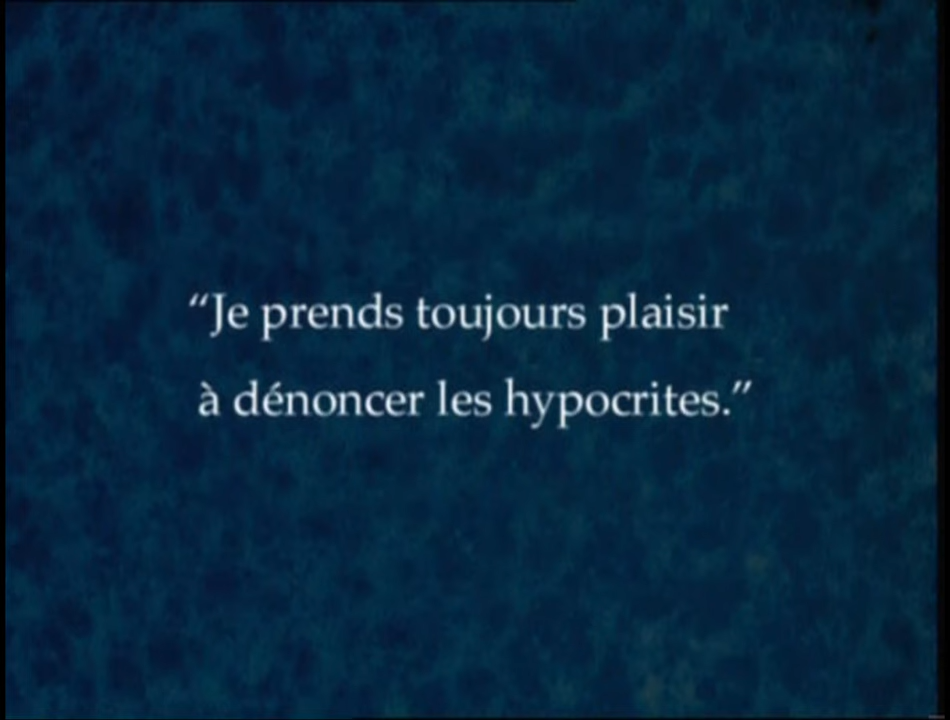 “Je prends toujours plaisir
à dénoncer les hypocrites.”